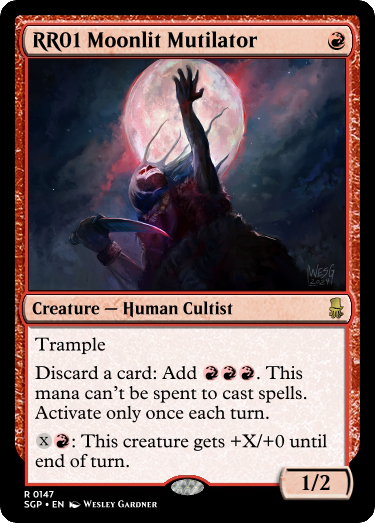 RR01 Moonlit Mutilator
WESG
2024
Creature — Human Cultist
Trample
Discard a card: Add. This
mana can't be spent to cast spells.
Activate only once each turn.
X: This creature gets +X/+0 until
end of turn.
1/2
R 0147
SGP • EN Wesley Gardner